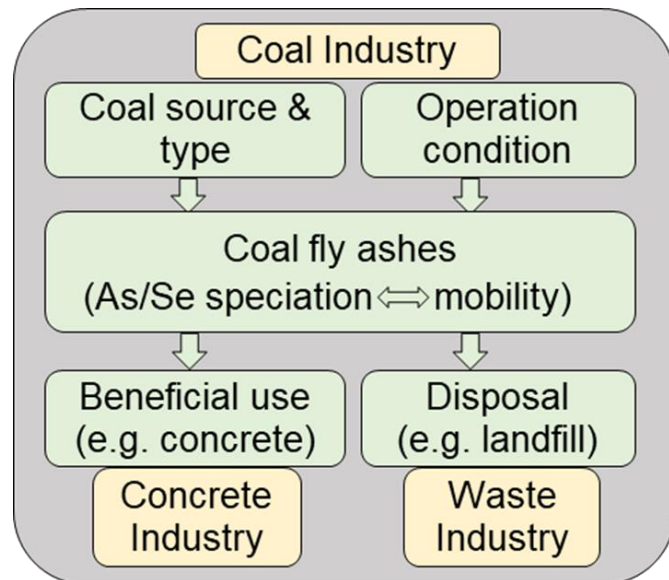 Coal Industry
Coal source &
type
Operation
condition
Coal fly ashes
(As/Se speciation⇔mobility)
Beneficial use
(e.g. concrete)
Disposal
(e.g. landfill)
Concrete
Industry
Waste
Industry